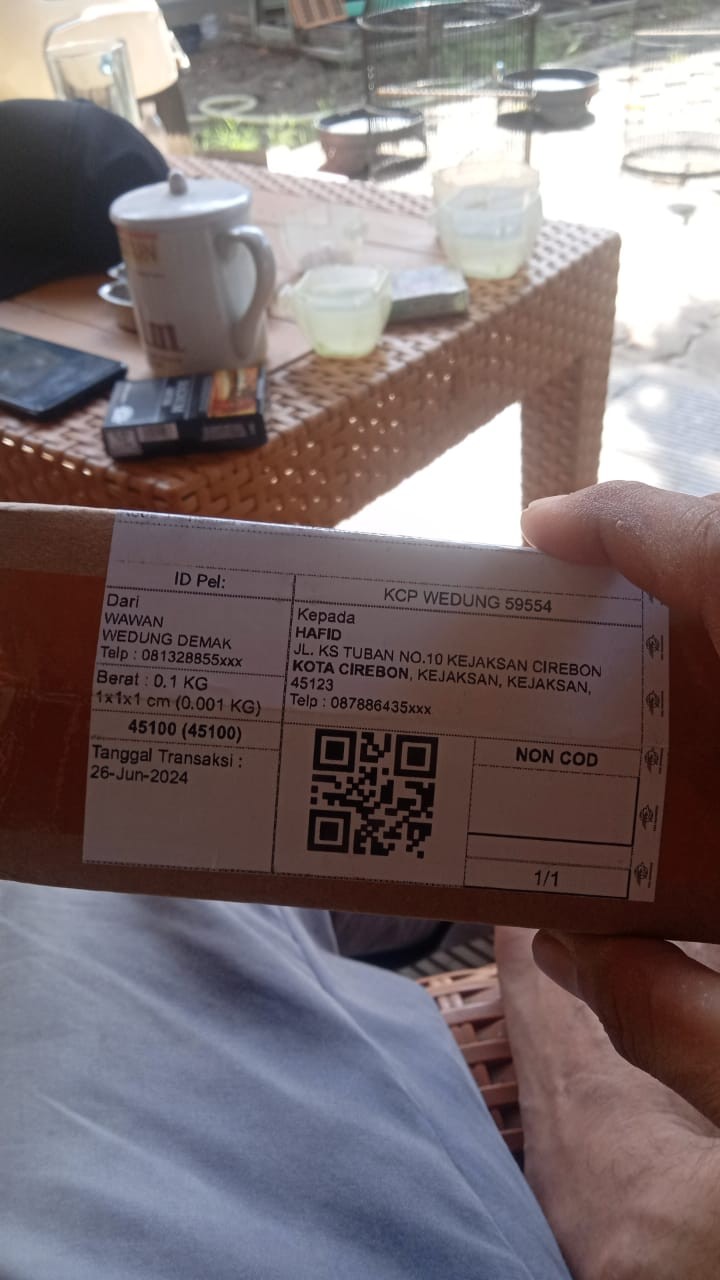 ID Pel:
Dari
WAWAN
WEDUNG DEMAK
Telp : 081328855xxx
Berat : 0.1 KG
1x1x1 cm (0.001 KG)
45100 (45100)
Tanggal Transaksi :
26-Jun-2024
KCP WEDUNG 59554
Kepada
HAFID
JL. KS TUBAN NO.10 KEJAKSAN CIREBON
KOTA CIREBON, KEJAKSAN, KEJAKSAN,
45123
Telp : 087886435xxx
NON COD
1/1